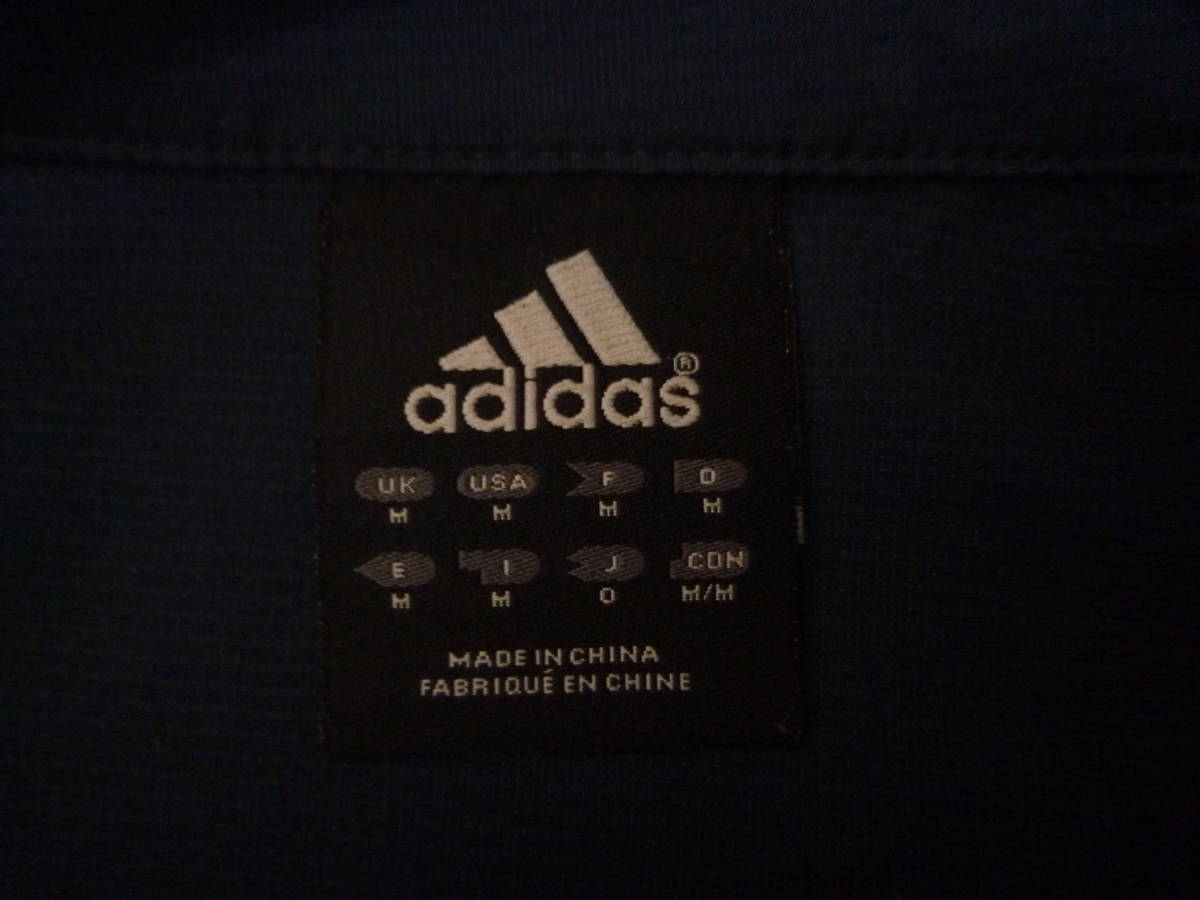 adidas®
UK USA F D
M M M M
E I J CDN
M M O M/M
MADE IN CHINA
FABRIQUÉ EN CHINE